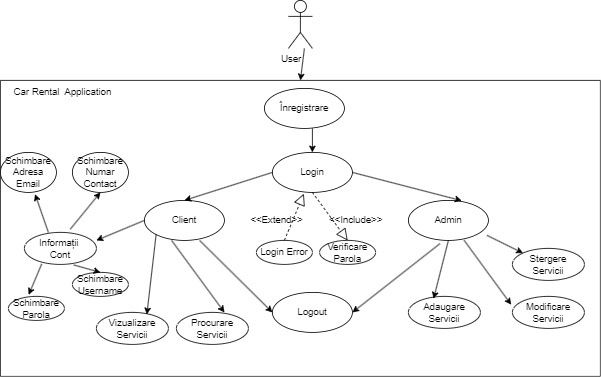 User
Car Rental Application
Înregistrare
Schimbare
Adresa
Email
Schimbare
Numar
Contact
Login
Client
<<Extend>>
<<Include>>
Admin
Informații
Cont
Login Error
Verificare
Parola
Stergere
Servicii
Schimbare
Username
Schimbare
Parola
Vizualizare
Servicii
Procurare
Servicii
Logout
Adaugare
Servicii
Modificare
Servicii